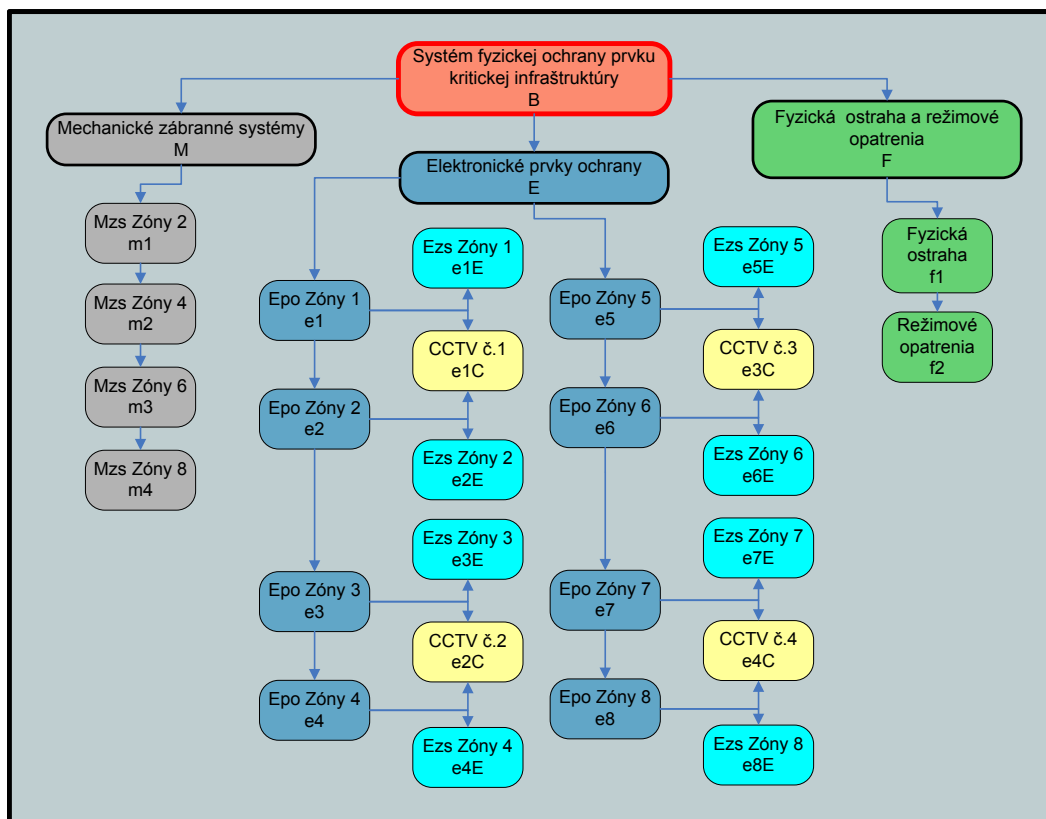 Systém fyzickej ochrany prvku
kritickej infraštruktúry
B
Mechanické zábranné systémy
M
Mzs Zóny 2
m1
Mzs Zóny 4
m2
Mzs Zóny 6
m3
Mzs Zóny 8
m4
Elektronické prvky ochrany
E
Epo Zóny 1
e1
Ezs Zóny 1
e1E
CCTV č.1
e1C
Epo Zóny 2
e2
Ezs Zóny 2
e2E
Epo Zóny 3
e3
Ezs Zóny 3
e3E
CCTV č.2
e2C
Epo Zóny 4
e4
Ezs Zóny 4
e4E
Epo Zóny 5
e5
Ezs Zóny 5
e5E
CCTV č.3
e3C
Epo Zóny 6
e6
Ezs Zóny 6
e6E
Epo Zóny 7
e7
Ezs Zóny 7
e7E
CCTV č.4
e4C
Epo Zóny 8
e8
Ezs Zóny 8
e8E
Fyzická ostraha a režimové
opatrenia
F
Fyzická
ostraha
f1
Režimové
opatrenia
f2